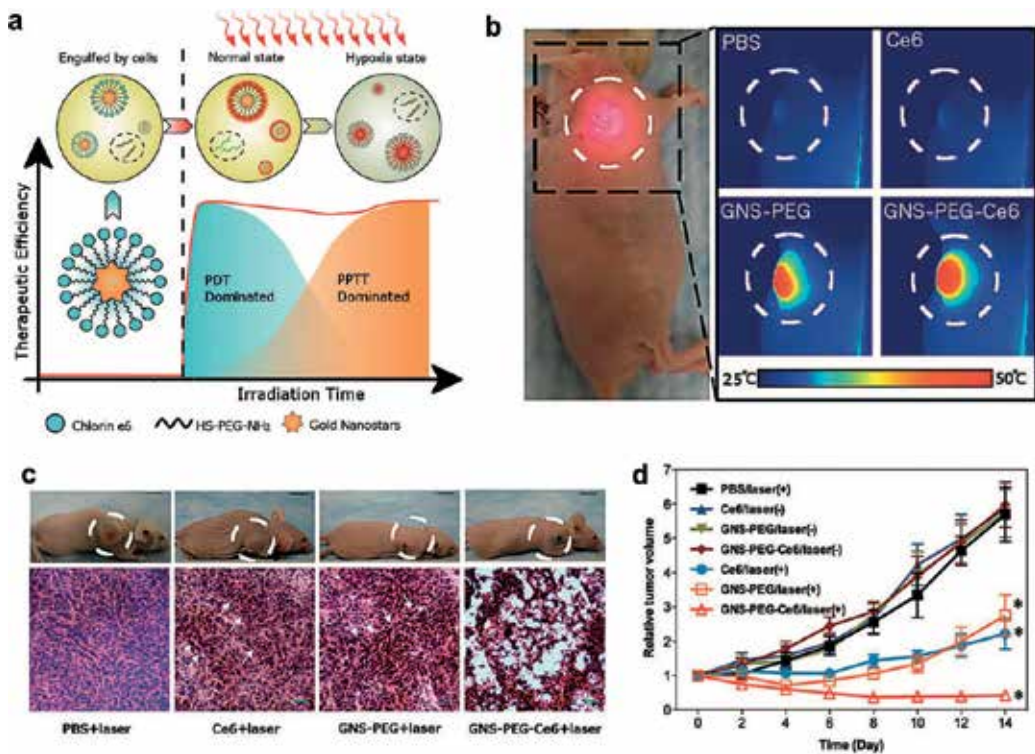 a
Engulfed by cells
Normal state
Hypoxia state
Therapeutic Efficiency
PDT
Dominated
PPTT
Dominated
Irradiation Time
Chlorin e6
HS-PEG-NH₂
Gold Nanostars
b
PBS
Ce6
GNS-PEG
GNS-PEG-Ce6
25℃
50℃
c
PBS+laser
Ce6+laser
GNS-PEG+laser
GNS-PEG-Ce6+laser
d
Relative tumor volume
7
6
5
4
3
2
1
0
PBS/laser(+)
Ce6/laser(-)
GNS-PEG/laser(-)
GNS-PEG-Ce6/laser(-)
Ce6/laser(+)
GNS-PEG/laser(+)
GNS-PEG-Ce6/laser(+)
*
*
*
0 2 4 6 8 10 12 14
Time (Day)